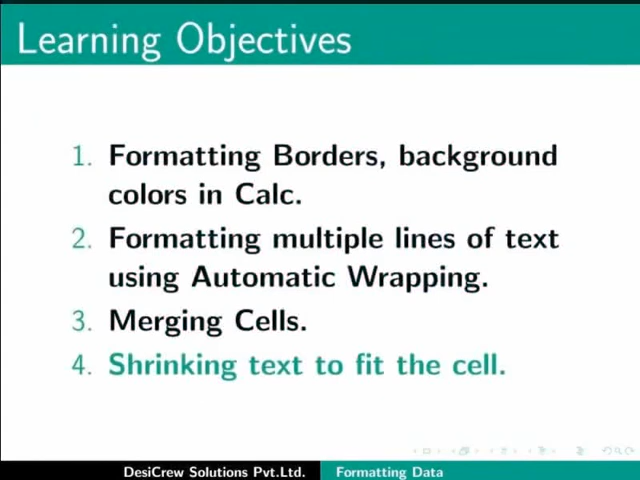 Learning Objectives
1. Formatting Borders, background
colors in Calc.
2. Formatting multiple lines of text
using Automatic Wrapping.
3. Merging Cells.
4. Shrinking text to fit the cell.
DesiCrew Solutions Pvt.Ltd. Formatting Data